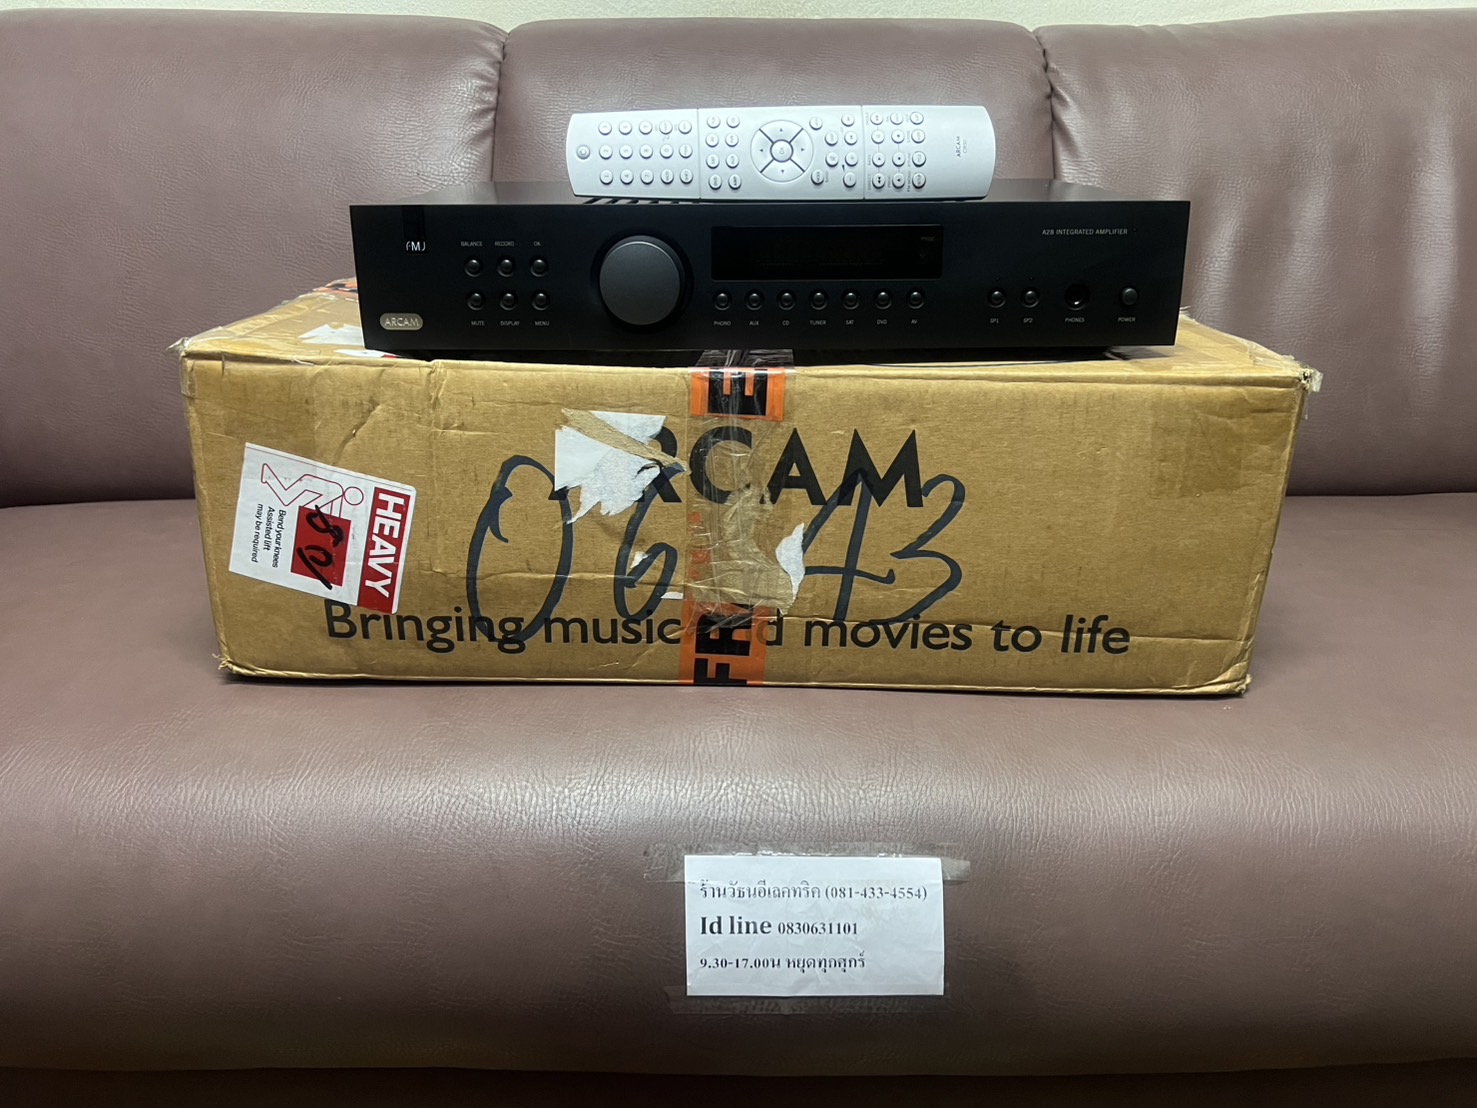 ARCAM
FMJ
A28 INTEGRATED AMPLIFIER
BALANCE RECORD OK
MUTE DISPLAY MENU
PHONO AUX CD TUNER SAT DVD AV
SP1 SP2 PHONES POWER
ARCAM
ARCAM
06 43
HEAVY
Bend your knees
Assisted lift
may be required
Bringing music and movies to life
ร้านวัธนอีเลคทริค (081-433-4554)
Id line 0830631101
9.30-17.00น หยุดทุกศุกร์